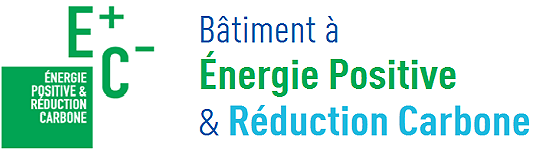 E+
C−
ÉNERGIE
POSITIVE &
RÉDUCTION
CARBONE
Bâtiment à
Énergie Positive
& Réduction Carbone